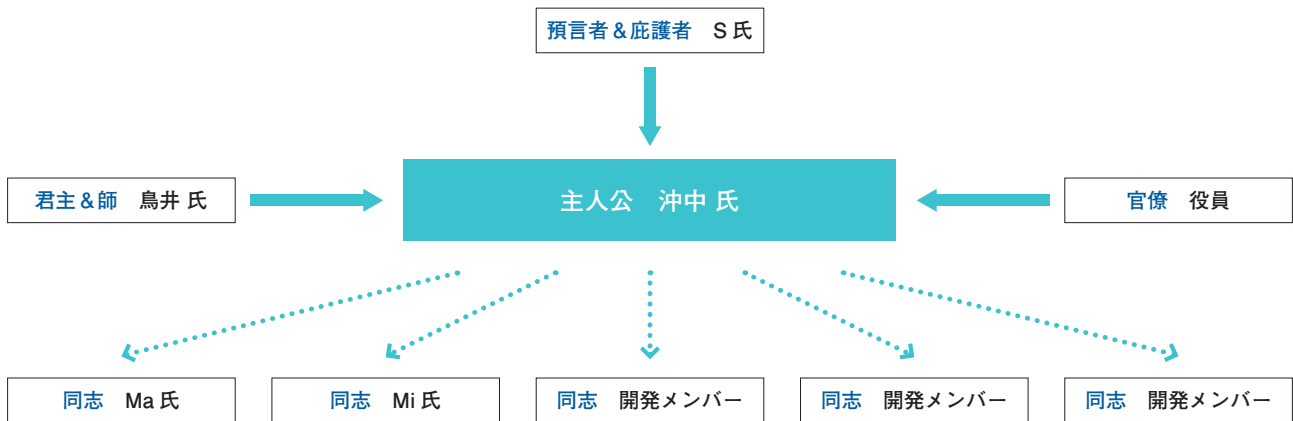 預言者&庇護者 S 氏
君主&師 鳥井 氏
主人公 沖中 氏
官僚 役員
同志 Ma 氏
同志 Mi 氏
同志 開発メンバー
同志 開発メンバー
同志 開発メンバー